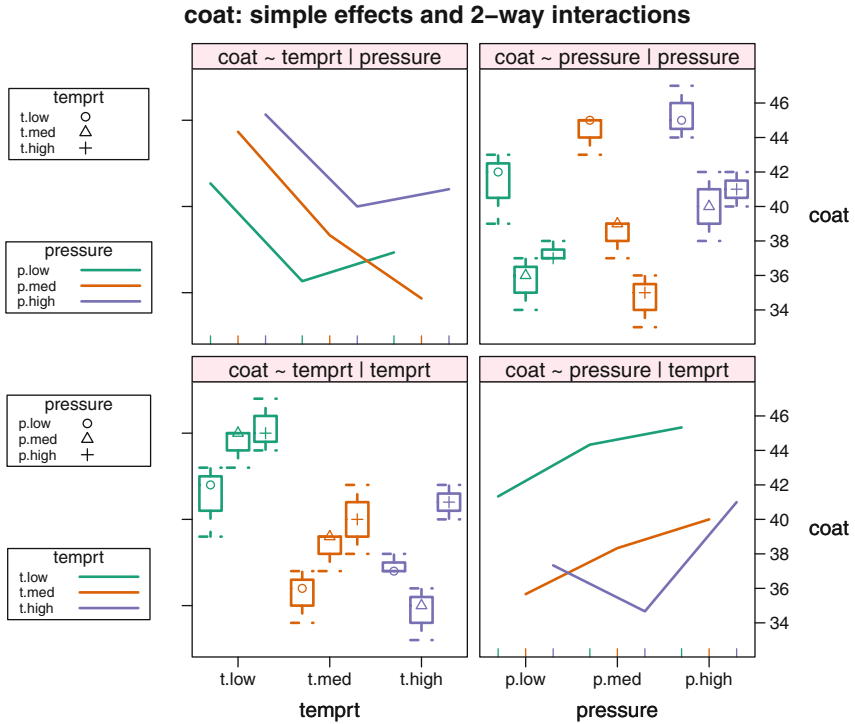 coat: simple effects and 2−way interactions
coat ~ temprt | pressure
coat ~ pressure | pressure
temprt
t.low
t.med
t.high
pressure
p.low
p.med
p.high
46
44
42
40
38
36
34
coat
coat ~ temprt | temprt
coat ~ pressure | temprt
pressure
p.low
p.med
p.high
temprt
t.low
t.med
t.high
46
44
42
40
38
36
34
coat
t.low t.med t.high
p.low p.med p.high
temprt
pressure